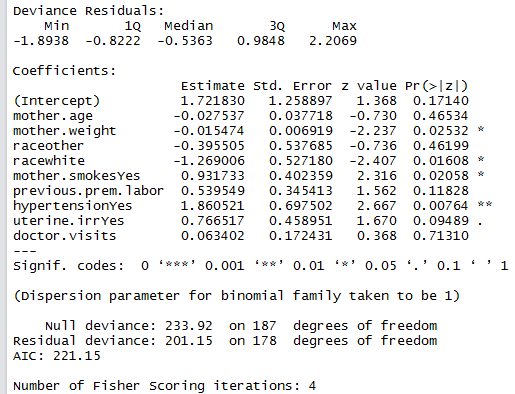 Deviance Residuals:
Min 1Q Median 3Q Max
-1.8938 -0.8222 -0.5363 0.9848 2.2069
Coefficients:
Estimate Std. Error z value Pr(>|z|)
(Intercept) 1.721830 1.258897 1.368 0.17140
mother.age -0.027537 0.037718 -0.730 0.46534
mother.weight -0.015474 0.006919 -2.237 0.02532 *
raceother -0.395505 0.537685 -0.736 0.46199
racewhite -1.269006 0.527180 -2.407 0.01608 *
mother.smokesYes 0.931733 0.402359 2.316 0.02058 *
previous.prem.labor 0.539549 0.345413 1.562 0.11828
hypertensionYes 1.860521 0.697502 2.667 0.00764 **
uterine.irrYes 0.766517 0.458951 1.670 0.09489 .
doctor.visits 0.063402 0.172431 0.368 0.71310
---
Signif. codes: 0 ‘***’ 0.001 ‘**’ 0.01 ‘*’ 0.05 ‘.’ 0.1 ‘ ’ 1
(Dispersion parameter for binomial family taken to be 1)
Null deviance: 233.92 on 187 degrees of freedom
Residual deviance: 201.15 on 178 degrees of freedom
AIC: 221.15
Number of Fisher Scoring iterations: 4